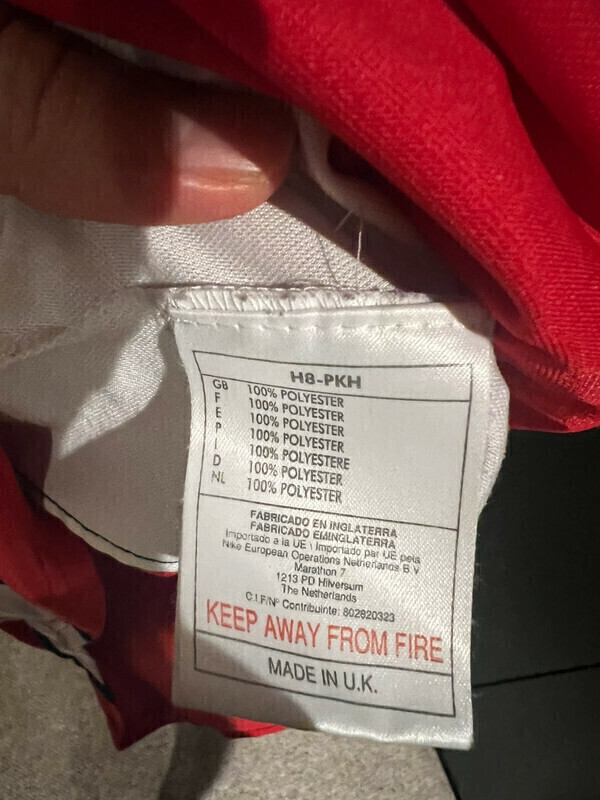 H8-PKH
GB 100% POLYESTER
F 100% POLYESTER
E 100% POLYESTER
P 100% POLYESTER
I 100% POLYESTERE
D 100% POLYESTER
NL 100% POLYESTER
FABRICADO EN INGLATERRA
FABRICADO EMINGLATERRA
Importado a la UE \ Importado par UE pela
Nike European Operations Netherlands B.V
Marathon 7
1213 PD Hilversum
The Netherlands
C.I.F/Nº Contribuinte: 802820323
KEEP AWAY FROM FIRE
MADE IN U.K.